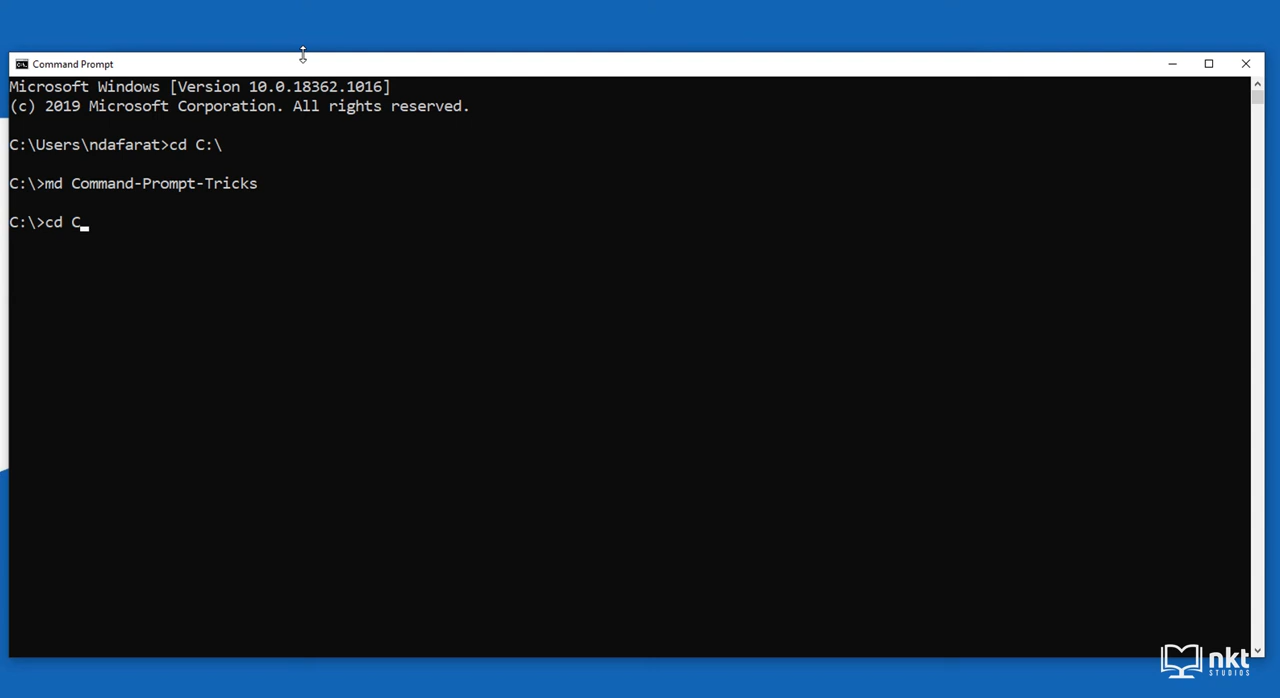 Command Prompt
Microsoft Windows [Version 10.0.18362.1016]
(c) 2019 Microsoft Corporation. All rights reserved.
C:\Users\ndafarat>cd C:\
C:\>md Command-Prompt-Tricks
C:\>cd C
nkt
STUDIOS